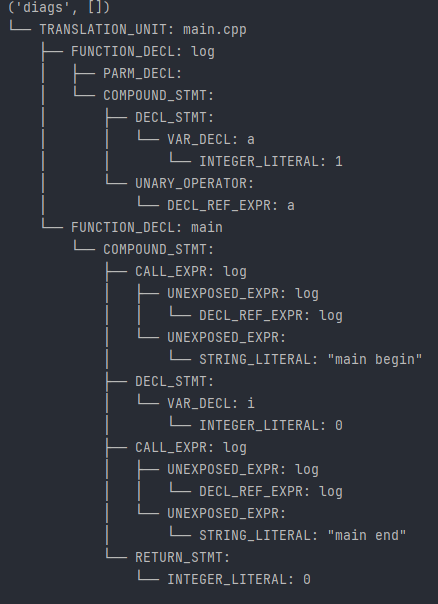 ('diags', [])
└── TRANSLATION_UNIT: main.cpp
    ├── FUNCTION_DECL: log
    │   ├── PARM_DECL:
    │   └── COMPOUND_STMT:
    │       ├── DECL_STMT:
    │       │   └── VAR_DECL: a
    │       │       └── INTEGER_LITERAL: 1
    │       └── UNARY_OPERATOR:
    │           └── DECL_REF_EXPR: a
    └── FUNCTION_DECL: main
        └── COMPOUND_STMT:
            ├── CALL_EXPR: log
            │   ├── UNEXPOSED_EXPR: log
            │   │   └── DECL_REF_EXPR: log
            │   └── UNEXPOSED_EXPR:
            │       └── STRING_LITERAL: "main begin"
            ├── DECL_STMT:
            │   └── VAR_DECL: i
            │       └── INTEGER_LITERAL: 0
            ├── CALL_EXPR: log
            │   ├── UNEXPOSED_EXPR: log
            │   │   └── DECL_REF_EXPR: log
            │   └── UNEXPOSED_EXPR:
            │       └── STRING_LITERAL: "main end"
            └── RETURN_STMT:
                └── INTEGER_LITERAL: 0